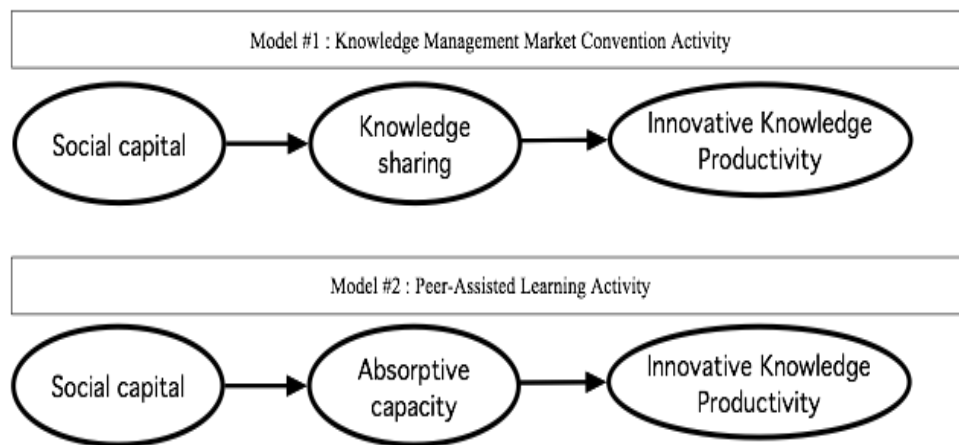 Model #1 : Knowledge Management Market Convention Activity
Social capital
Knowledge
sharing
Innovative Knowledge
Productivity
Model #2 : Peer-Assisted Learning Activity
Social capital
Absorptive
capacity
Innovative Knowledge
Productivity